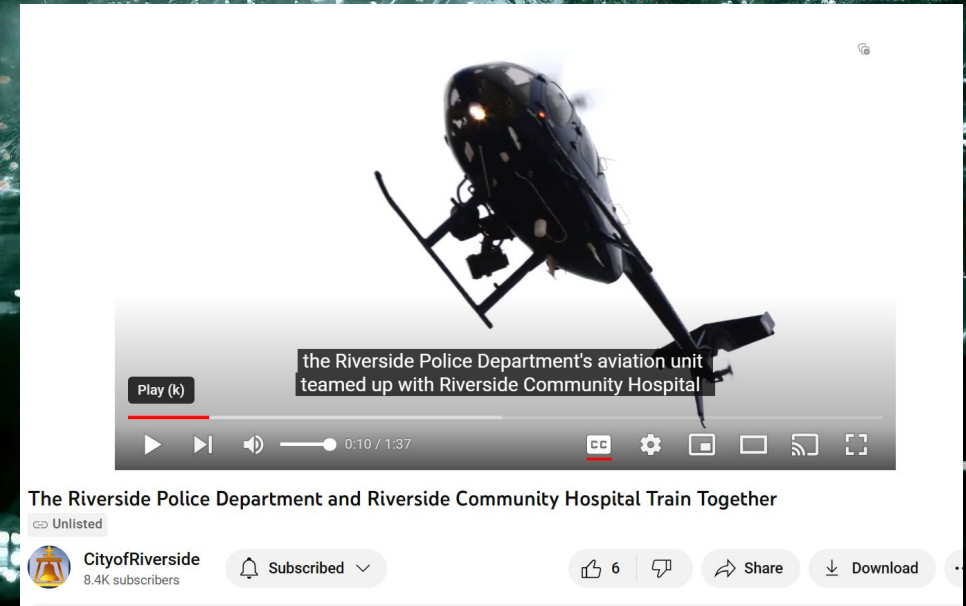 the Riverside Police Department's aviation unit
teamed up with Riverside Community Hospital
Play (k)
0:10 / 1:37
CC
The Riverside Police Department and Riverside Community Hospital Train Together
Unlisted
CityofRiverside
8.4K subscribers
Subscribed
6
Share
Download